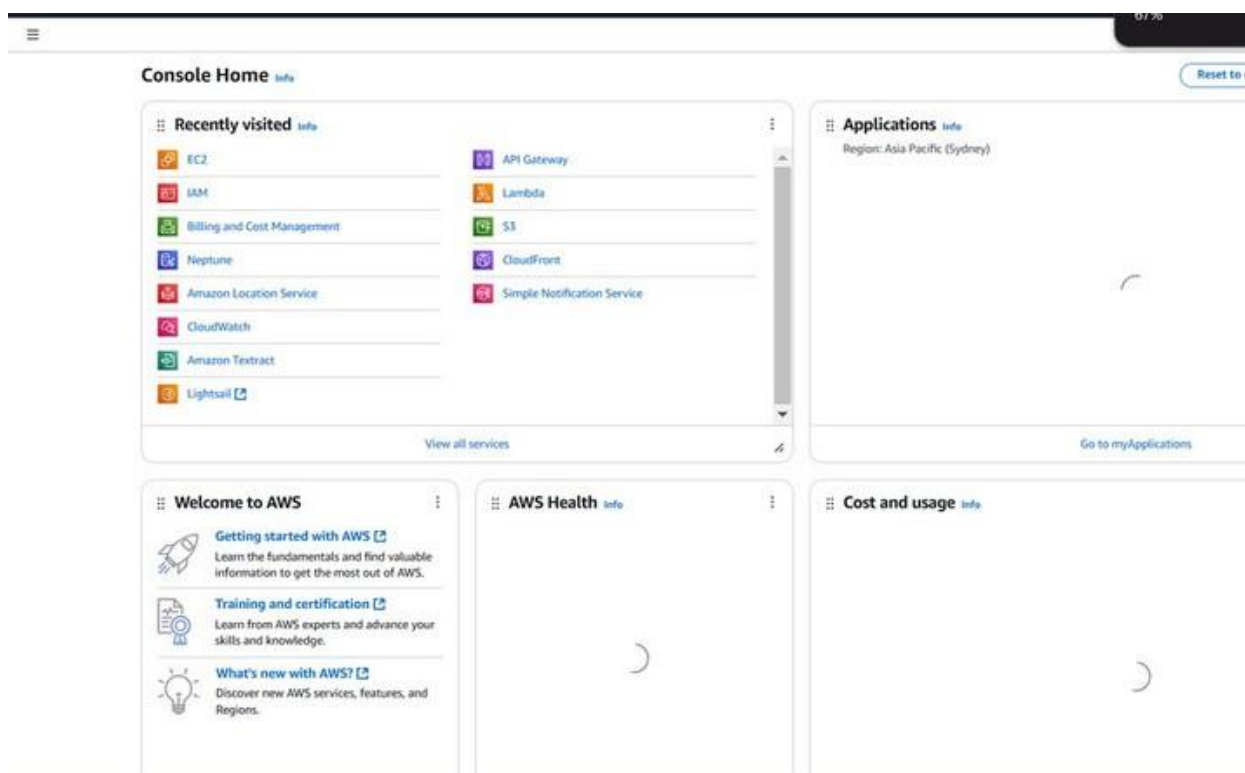 67%
Console Home Info
Reset to
Recently visited Info
EC2
IAM
Billing and Cost Management
Neptune
Amazon Location Service
CloudWatch
Amazon Textract
Lightsail
API Gateway
Lambda
S3
CloudFront
Simple Notification Service
View all services
Applications Info
Region: Asia Pacific (Sydney)
Go to myApplications
Welcome to AWS
Getting started with AWS
Learn the fundamentals and find valuable
information to get the most out of AWS.
Training and certification
Learn from AWS experts and advance your
skills and knowledge.
What's new with AWS?
Discover new AWS services, features, and
Regions.
AWS Health Info
Cost and usage Info